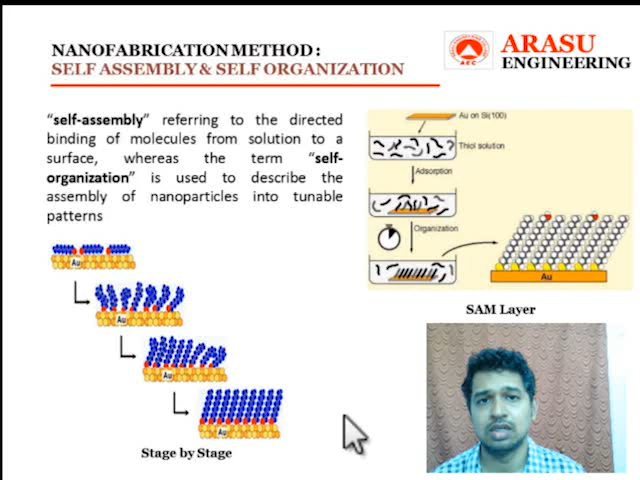 NANOFABRICATION METHOD :
SELF ASSEMBLY & SELF ORGANIZATION
ARASU
ENGINEERING
A E C
“self-assembly” referring to the directed
binding of molecules from solution to a
surface, whereas the term “self-
organization” is used to describe the
assembly of nanoparticles into tunable
patterns
Au on Si(100)
Thiol solution
Adsorption
Organization
Au
SAM Layer
Au
Au
Au
Au
Stage by Stage